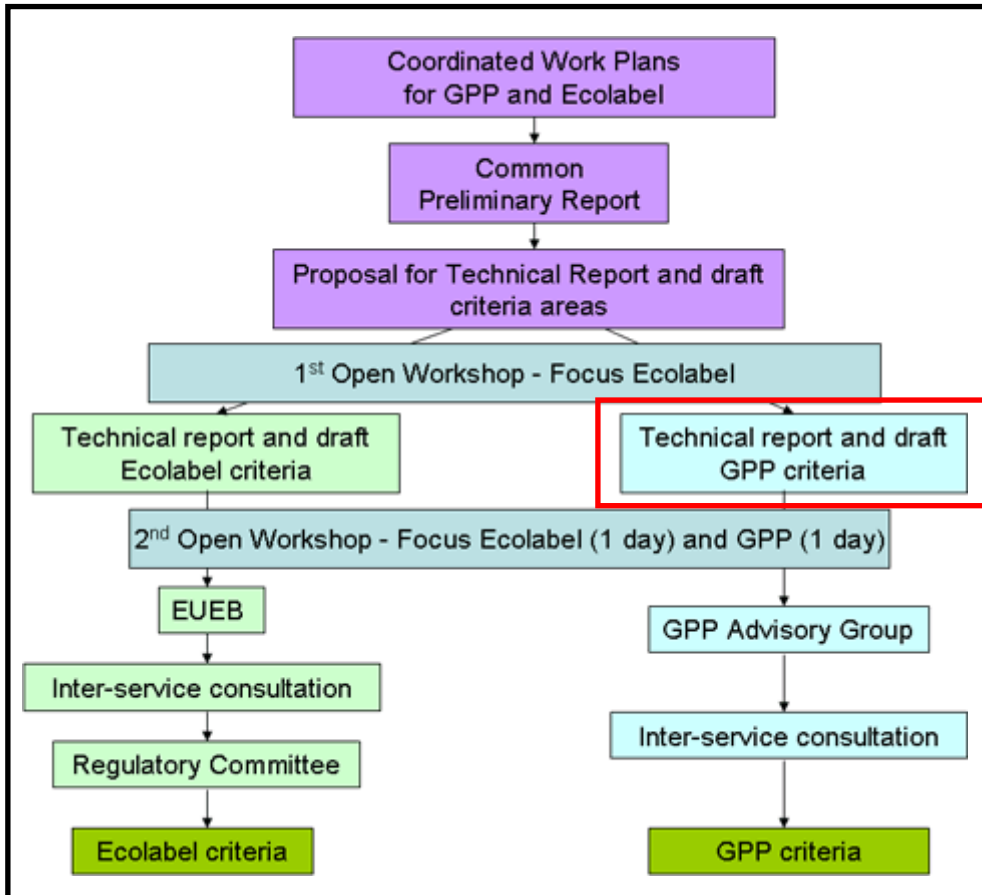 Coordinated Work Plans
for GPP and Ecolabel
Common
Preliminary Report
Proposal for Technical Report and draft
criteria areas
1st Open Workshop - Focus Ecolabel
Technical report and draft
Ecolabel criteria
Technical report and draft
GPP criteria
2nd Open Workshop - Focus Ecolabel (1 day) and GPP (1 day)
EUEB
GPP Advisory Group
Inter-service consultation
Inter-service consultation
Regulatory Committee
Ecolabel criteria
GPP criteria